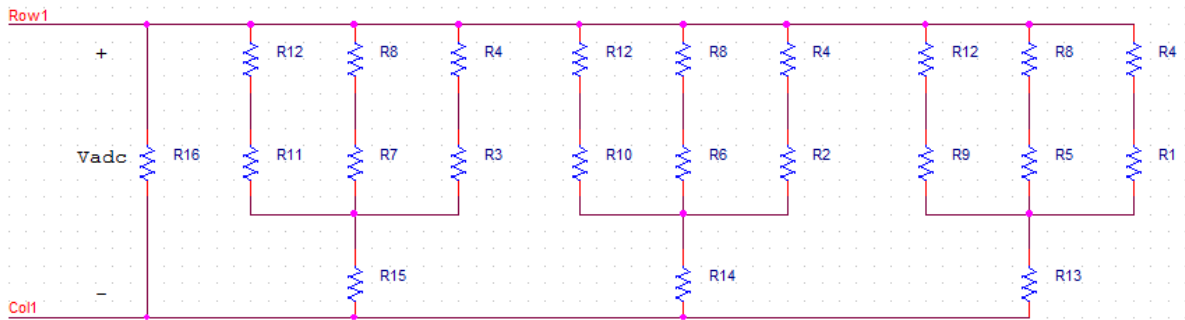 Row1
+ R12 R8 R4 R12 R8 R4 R12 R8 R4
Vadc R16 R11 R7 R3 R10 R6 R2 R9 R5 R1
R15 R14 R13
−
Col1